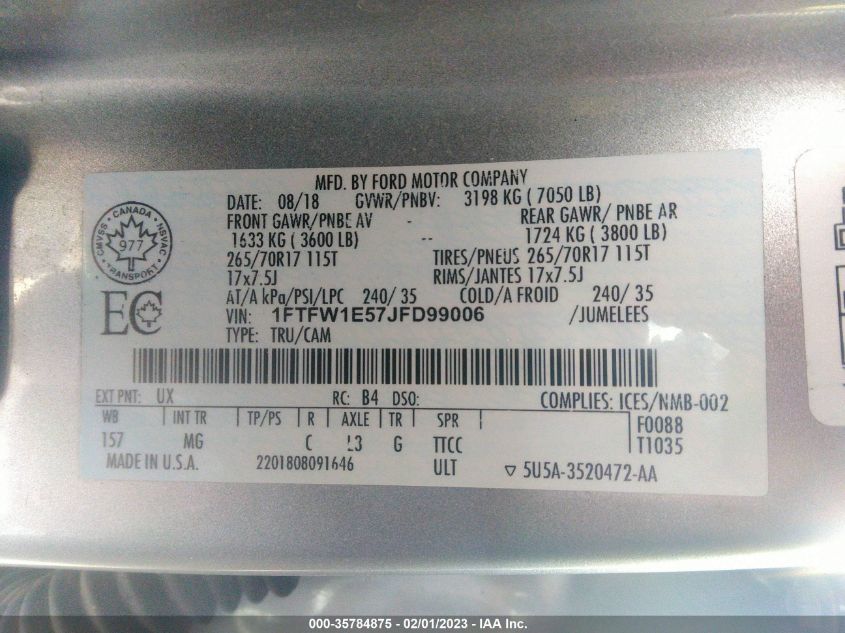 MFD. BY FORD MOTOR COMPANY
DATE: 08/18 GVWR/PNBV: 3198 KG ( 7050 LB)
FRONT GAWR/PNBE AV - REAR GAWR/ PNBE AR
1633 KG ( 3600 LB) -- 1724 KG ( 3800 LB)
265/70R17 115T TIRES/PNEUS 265/70R17 115T
17x7.5J RIMS/JANTES 17x7.5J
AT/A kPa/PSI/LPC 240/ 35 COLD/A FROID 240/ 35
VIN: 1FTFW1E57JFD99006 /JUMELEES
TYPE: TRU/CAM
CANADA
CMVSS NSVAC
977
TRANSPORT
EC
EXT PNT: UX RC: B4 DSO: COMPLIES: ICES/NMB-002
WB INT TR TP/PS R AXLE TR SPR F0088
157 MG C L3 G TTCC T1035
MADE IN U.S.A. 2201808091646 ULT ▽ 5U5A-3520472-AA
000-35784875 - 02/01/2023 - IAA Inc.